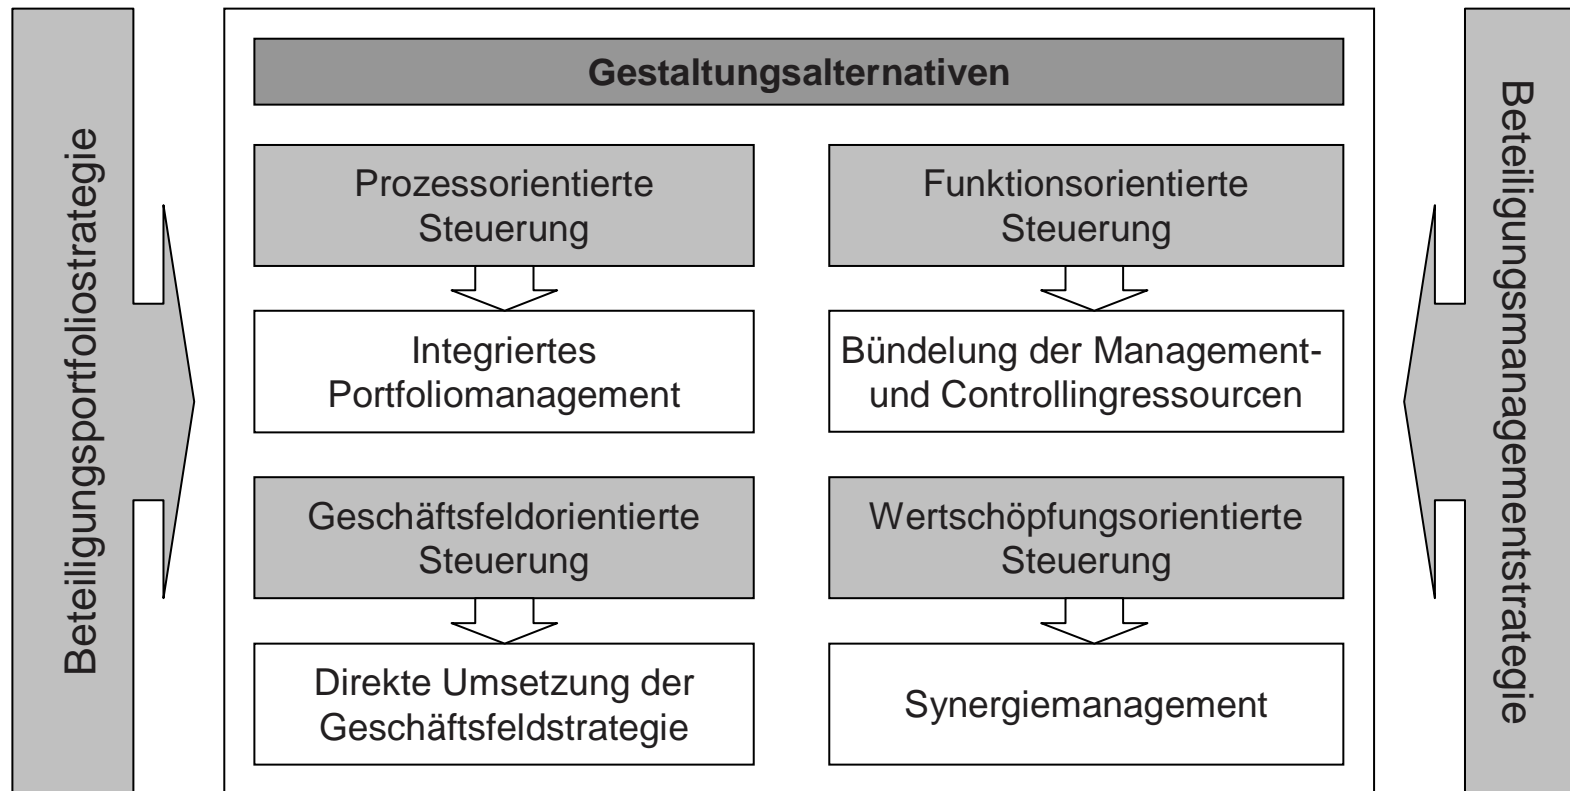 Beteiligungsportfoliostrategie
Gestaltungsalternativen
Prozessorientierte
Steuerung
Funktionsorientierte
Steuerung
Integriertes
Portfoliomanagement
Bündelung der Management-
und Controllingressourcen
Geschäftsfeldorientierte
Steuerung
Wertschöpfungsorientierte
Steuerung
Direkte Umsetzung der
Geschäftsfeldstrategie
Synergiemanagement
Beteiligungsmanagementstrategie